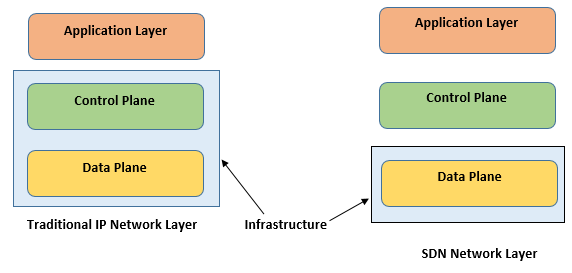 Application Layer
Control Plane
Data Plane
Traditional IP Network Layer
Infrastructure
Application Layer
Control Plane
Data Plane
SDN Network Layer